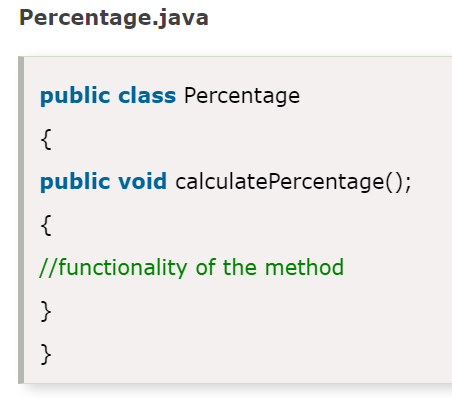 Percentage.java
public class Percentage
{
public void calculatePercentage();
{
//functionality of the method
}
}